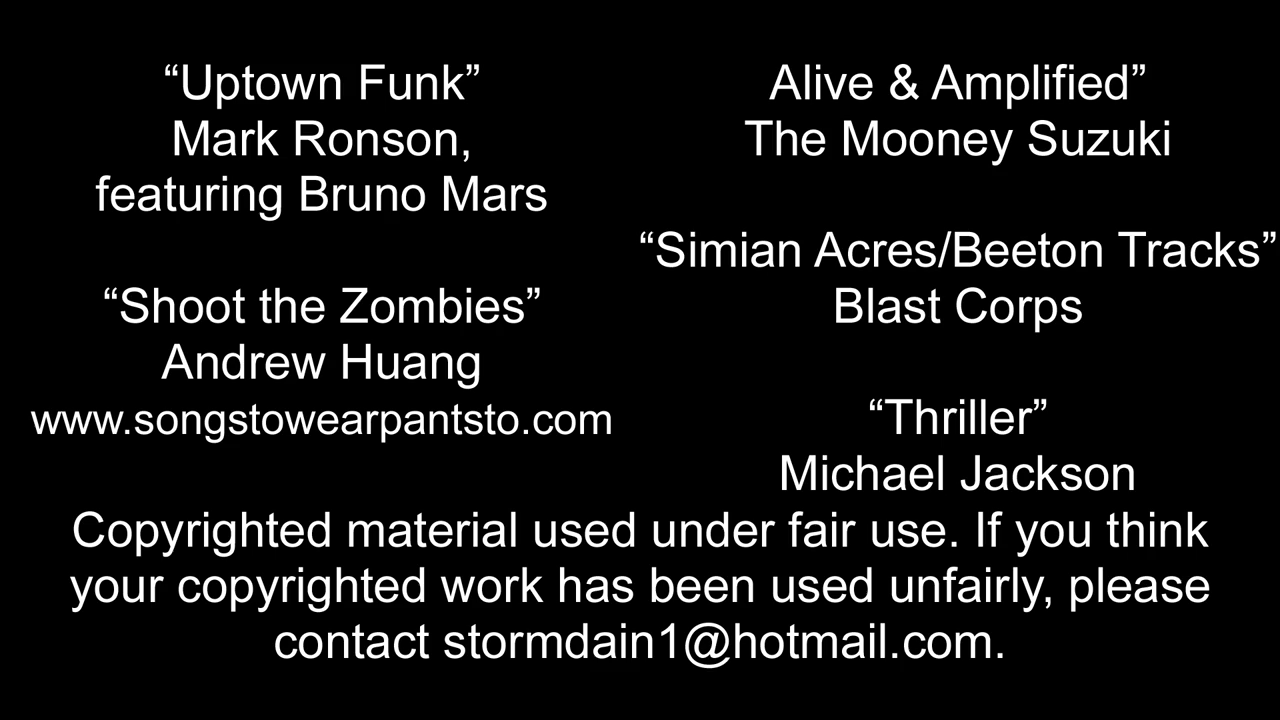 “Uptown Funk”
Mark Ronson,
featuring Bruno Mars
“Shoot the Zombies”
Andrew Huang
www.songstowearpantsto.com
Alive & Amplified”
The Mooney Suzuki
“Simian Acres/Beeton Tracks”
Blast Corps
“Thriller”
Michael Jackson
Copyrighted material used under fair use. If you think
your copyrighted work has been used unfairly, please
contact stormdain1@hotmail.com.